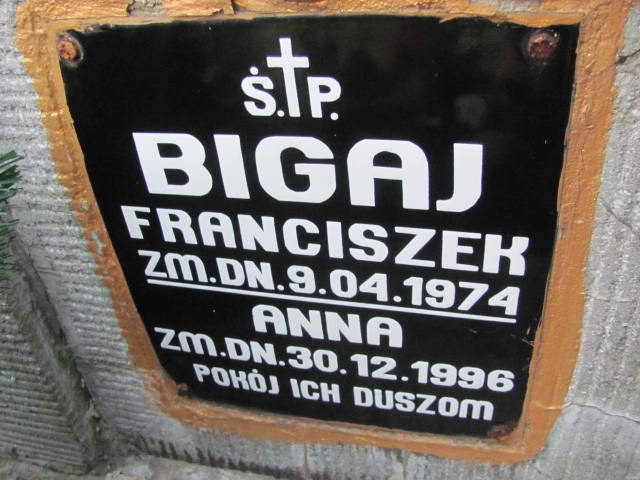 Ś.P.
BIGAJ
FRANCISZEK
ZM.DN.9.04.1974
ANNA
ZM.DN.30.12.1996
POKÓJ ICH DUSZOM